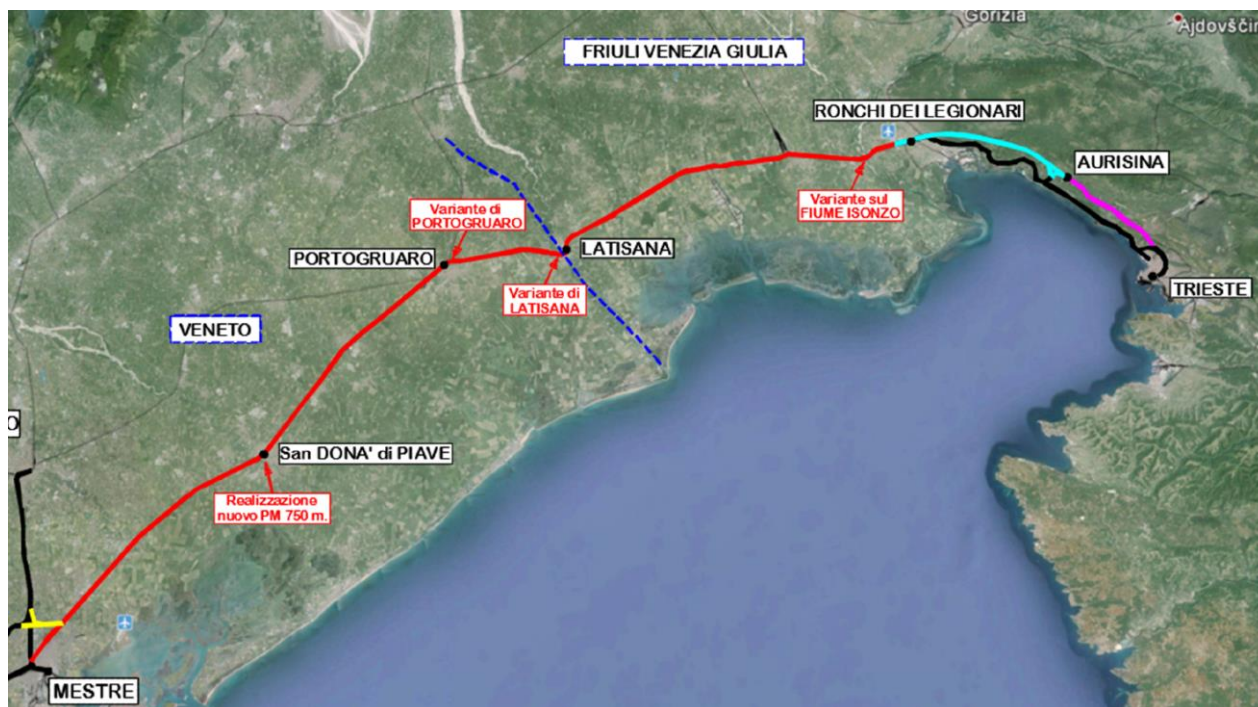 Gorizia
Ajdovščin
FRIULI VENEZIA GIULIA
RONCHI DEI LEGIONARI
AURISINA
Variante di
PORTOGRUARO
Variante sul
FIUME ISONZO
PORTOGRUARO
LATISANA
TRIESTE
Variante di
LATISANA
VENETO
O
San DONA' di PIAVE
Realizzazione
nuovo PM 750 m.
MESTRE